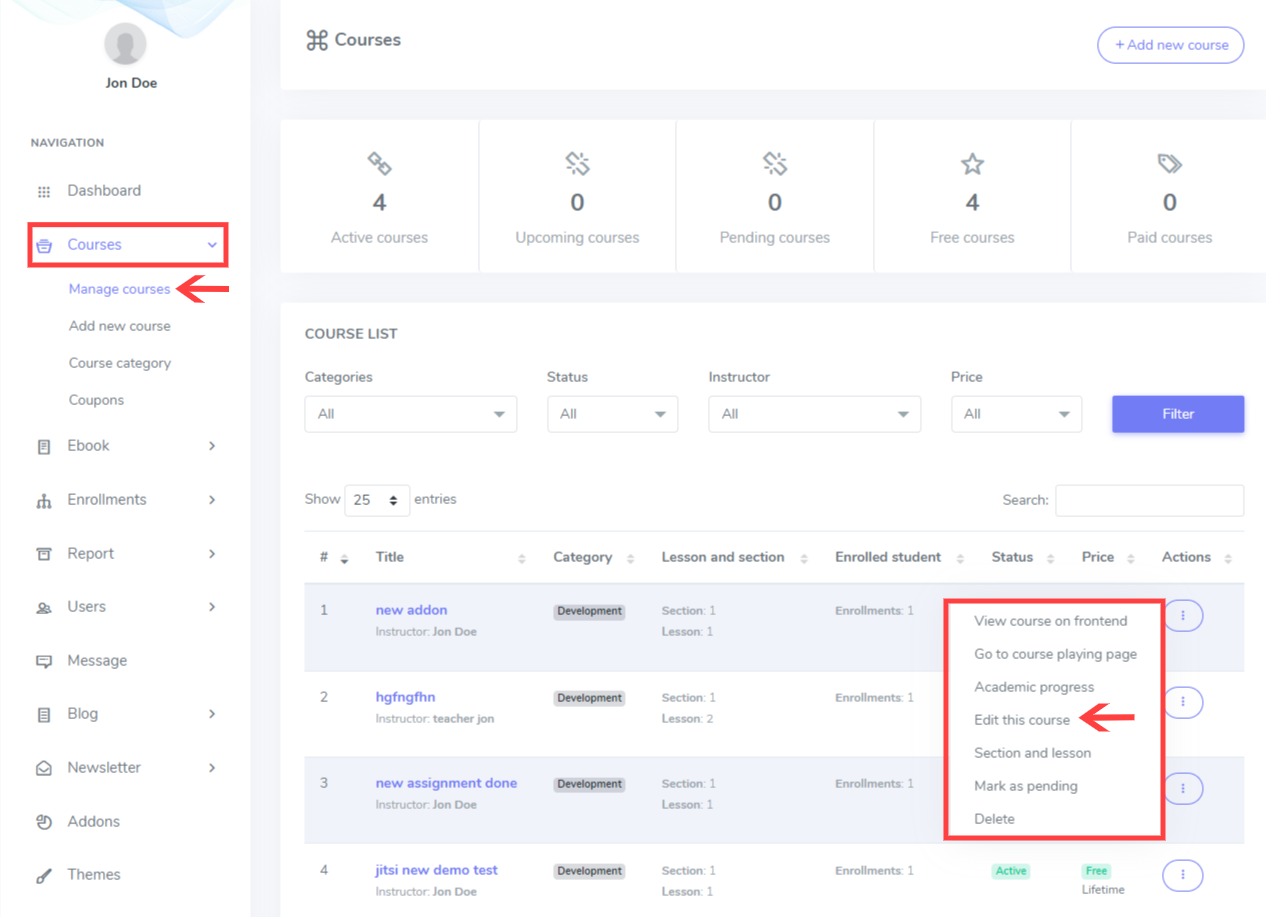 Jon Doe
NAVIGATION
Dashboard
Courses
Manage courses
Add new course
Course category
Coupons
Ebook
Enrollments
Report
Users
Message
Blog
Newsletter
Addons
Themes
Courses
+ Add new course
4
Active courses
0
Upcoming courses
0
Pending courses
4
Free courses
0
Paid courses
COURSE LIST
Categories Status Instructor Price
All All All All Filter
Show 25 entries Search:
# Title Category Lesson and section Enrolled student Status Price Actions
1 new addon Development Section: 1 Enrollments: 1
Instructor: Jon Doe Lesson: 1
2 hgfngfhn Development Section: 1 Enrollments: 1
Instructor: teacher jon Lesson: 2
3 new assignment done Development Section: 1 Enrollments: 1
Instructor: Jon Doe Lesson: 1
4 jitsi new demo test Development Section: 1 Enrollments: 1 Active Free
Instructor: Jon Doe Lesson: 1 Lifetime
View course on frontend
Go to course playing page
Academic progress
Edit this course
Section and lesson
Mark as pending
Delete